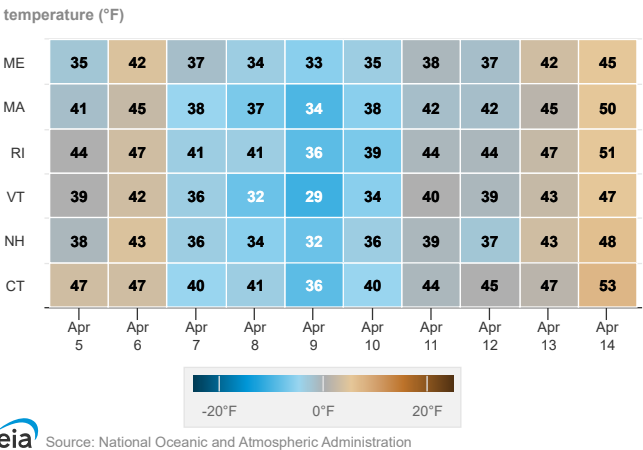 temperature (°F)
ME 35 42 37 34 33 35 38 37 42 45
MA 41 45 38 37 34 38 42 42 45 50
RI 44 47 41 41 36 39 44 44 47 51
VT 39 42 36 32 29 34 40 39 43 47
NH 38 43 36 34 32 36 39 37 43 48
CT 47 47 40 41 36 40 44 45 47 53
Apr Apr Apr Apr Apr Apr Apr Apr Apr Apr
5 6 7 8 9 10 11 12 13 14
-20°F 0°F 20°F
eia Source: National Oceanic and Atmospheric Administration